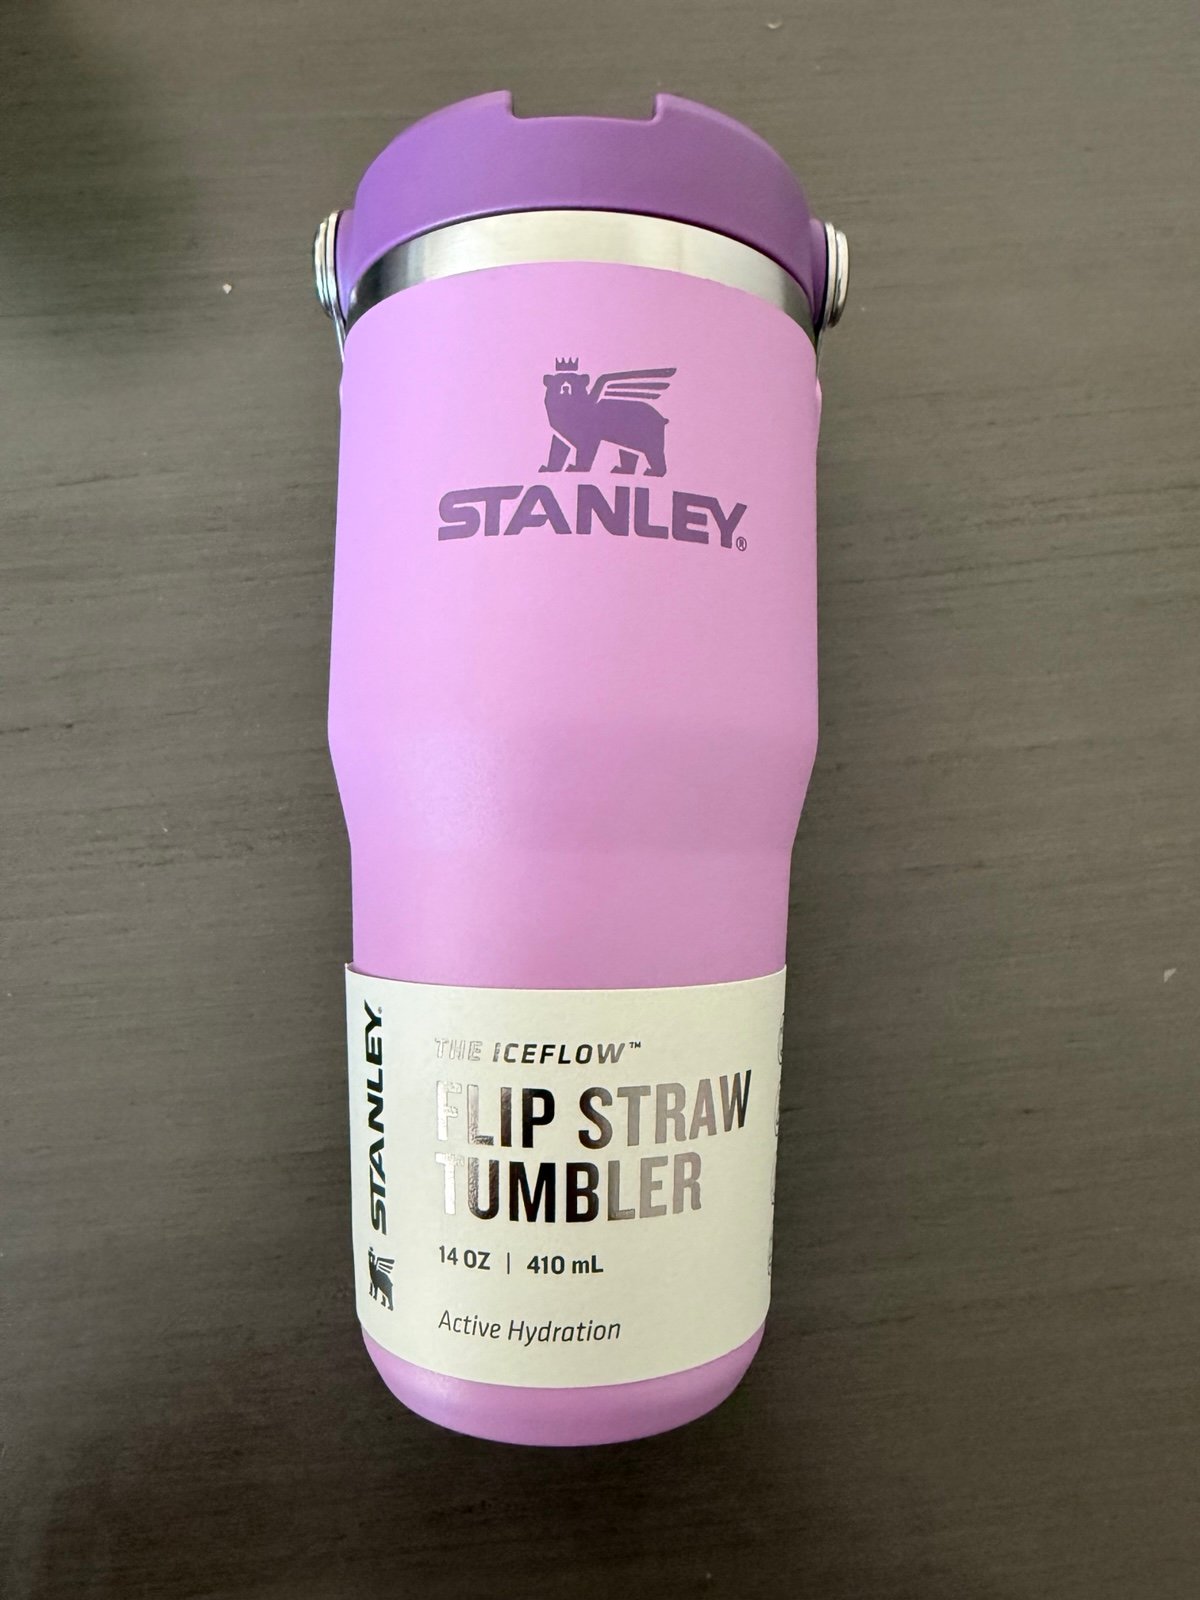 STANLEY®
THE ICEFLOW™
FLIP STRAW
TUMBLER
14 OZ | 410 mL
Active Hydration
STANLEY®